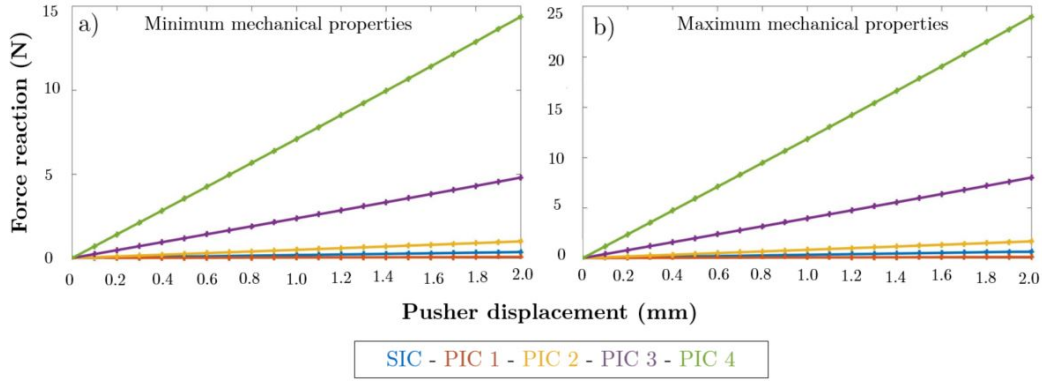 a) Minimum mechanical properties
Force reaction (N)
15
10
5
0
0 0.2 0.4 0.6 0.8 1.0 1.2 1.4 1.6 1.8 2.0
b) Maximum mechanical properties
25
20
15
10
5
0
0 0.2 0.4 0.6 0.8 1.0 1.2 1.4 1.6 1.8 2.0
Pusher displacement (mm)
SIC - PIC 1 - PIC 2 - PIC 3 - PIC 4